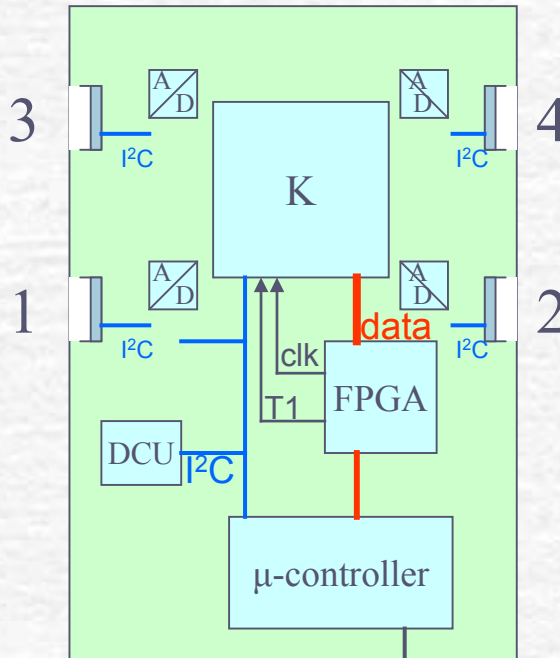 A
D
A
D
3
4
I²C
I²C
K
A
D
A
D
1
2
I²C
I²C
data
clk
T1
FPGA
DCU
I²C
μ-controller